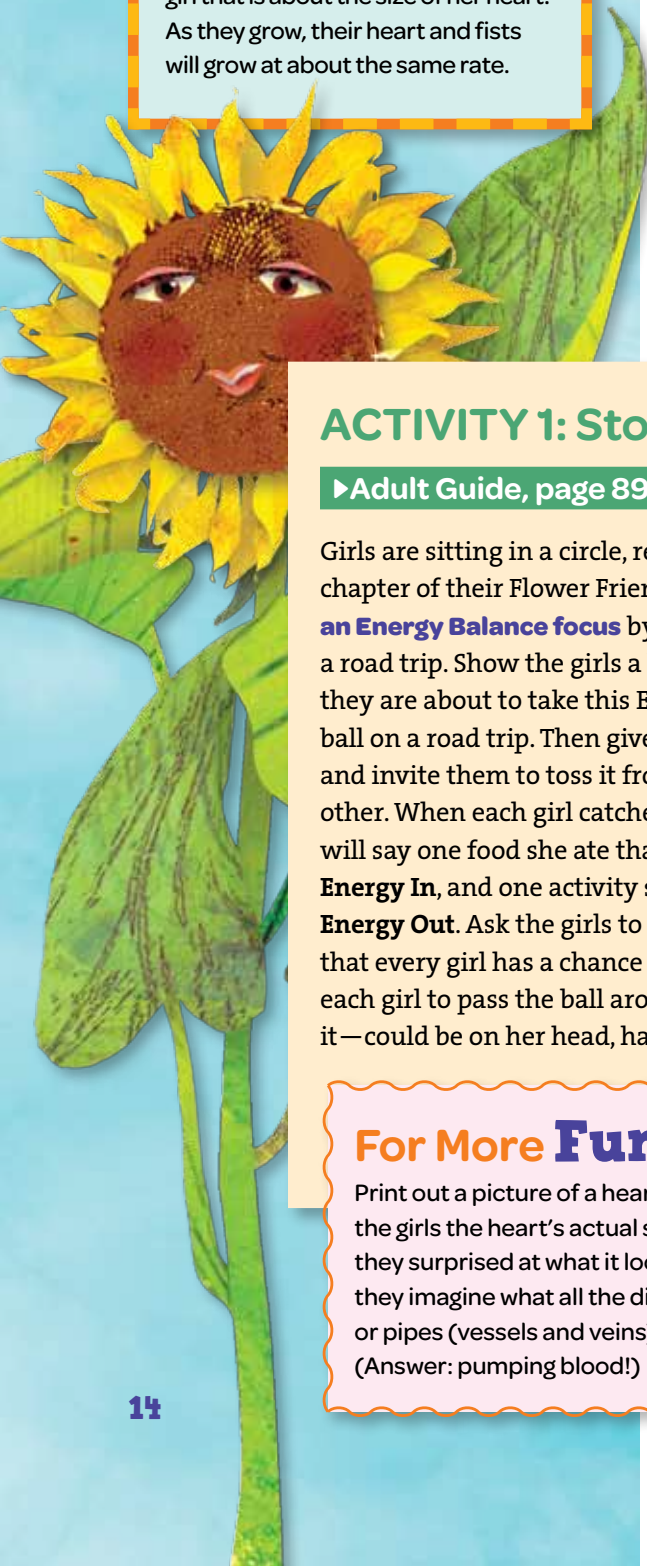 girl that is about the size of her heart.
As they grow, their heart and fists
will grow at about the same rate.
ACTIVITY 1: Sto
▶Adult Guide, page 89
Girls are sitting in a circle, re
chapter of their Flower Frien
an Energy Balance focus by
a road trip. Show the girls a
they are about to take this E
ball on a road trip. Then give
and invite them to toss it fro
other. When each girl catche
will say one food she ate tha
Energy In, and one activity s
Energy Out. Ask the girls to
that every girl has a chance
each girl to pass the ball aro
it—could be on her head, ha
For More Fun
Print out a picture of a hear
the girls the heart's actual s
they surprised at what it loo
they imagine what all the di
or pipes (vessels and veins)
(Answer: pumping blood!)
14